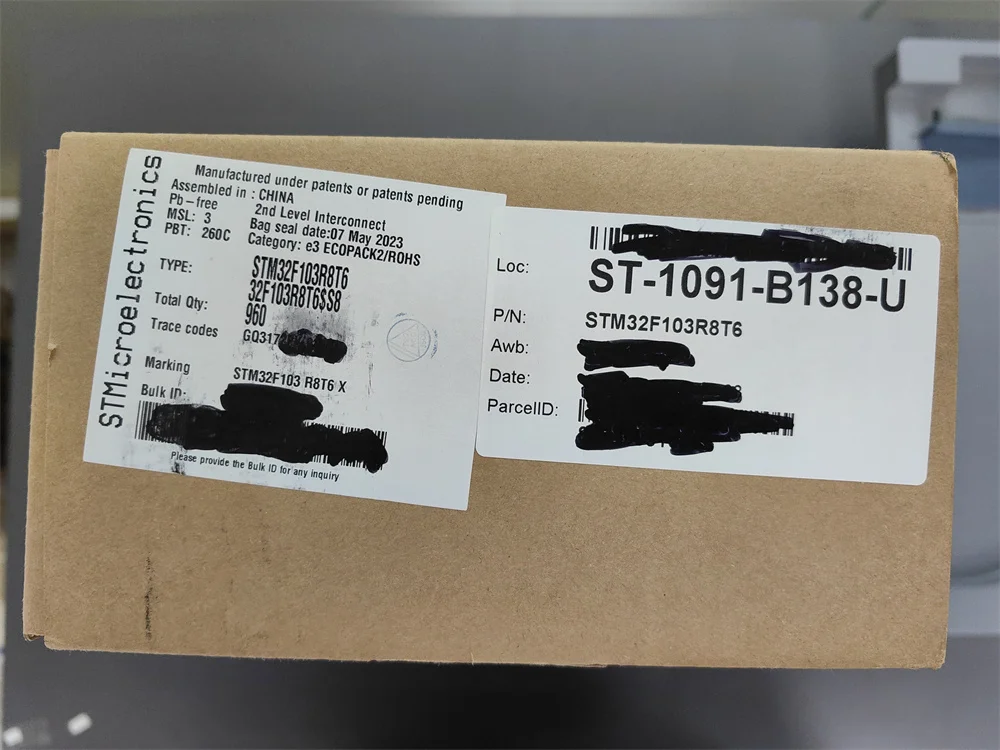 STMicroelectronics
Manufactured under patents or patents pending
Assembled in : CHINA
Pb-free 2nd Level Interconnect
MSL: 3 Bag seal date:07 May 2023
PBT: 260C Category: e3 ECOPACK2/ROHS
TYPE: STM32F103R8T6
32F103R8T6$S8
Total Qty: 960
Trace codes GQ317
Marking STM32F103 R8T6 X
Bulk ID:
Please provide the Bulk ID for any inquiry
Loc: ST-1091-B138-U
P/N: STM32F103R8T6
Awb:
Date:
ParcelID: